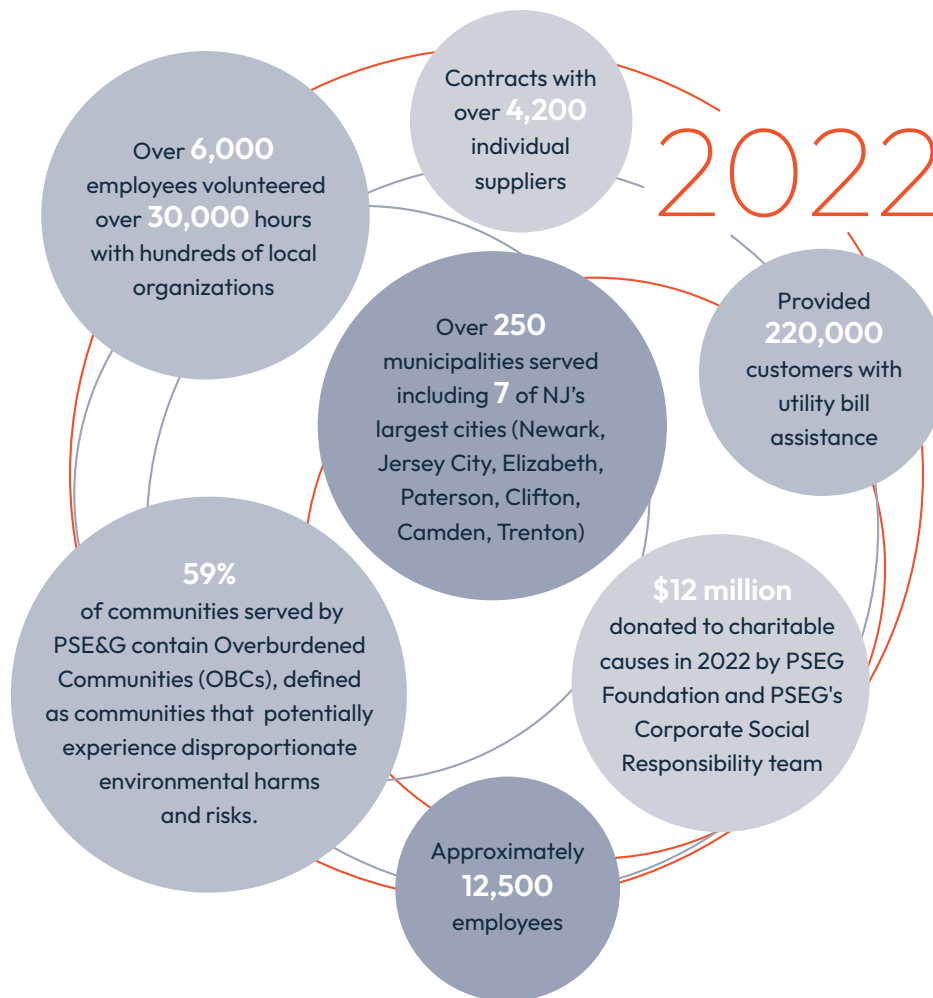 Contracts with
over 4,200
individual
suppliers
2022
Over 6,000
employees volunteered
over 30,000 hours
with hundreds of local
organizations
Over 250
municipalities served
including 7 of NJ’s
largest cities (Newark,
Jersey City, Elizabeth,
Paterson, Clifton,
Camden, Trenton)
Provided
220,000
customers with
utility bill
assistance
59%
of communities served by
PSE&G contain Overburdened
Communities (OBCs), defined
as communities that  potentially
experience disproportionate
environmental harms
and risks.
$12 million
donated to charitable
causes in 2022 by PSEG
Foundation and PSEG's
Corporate Social
Responsibility team
Approximately
12,500
employees